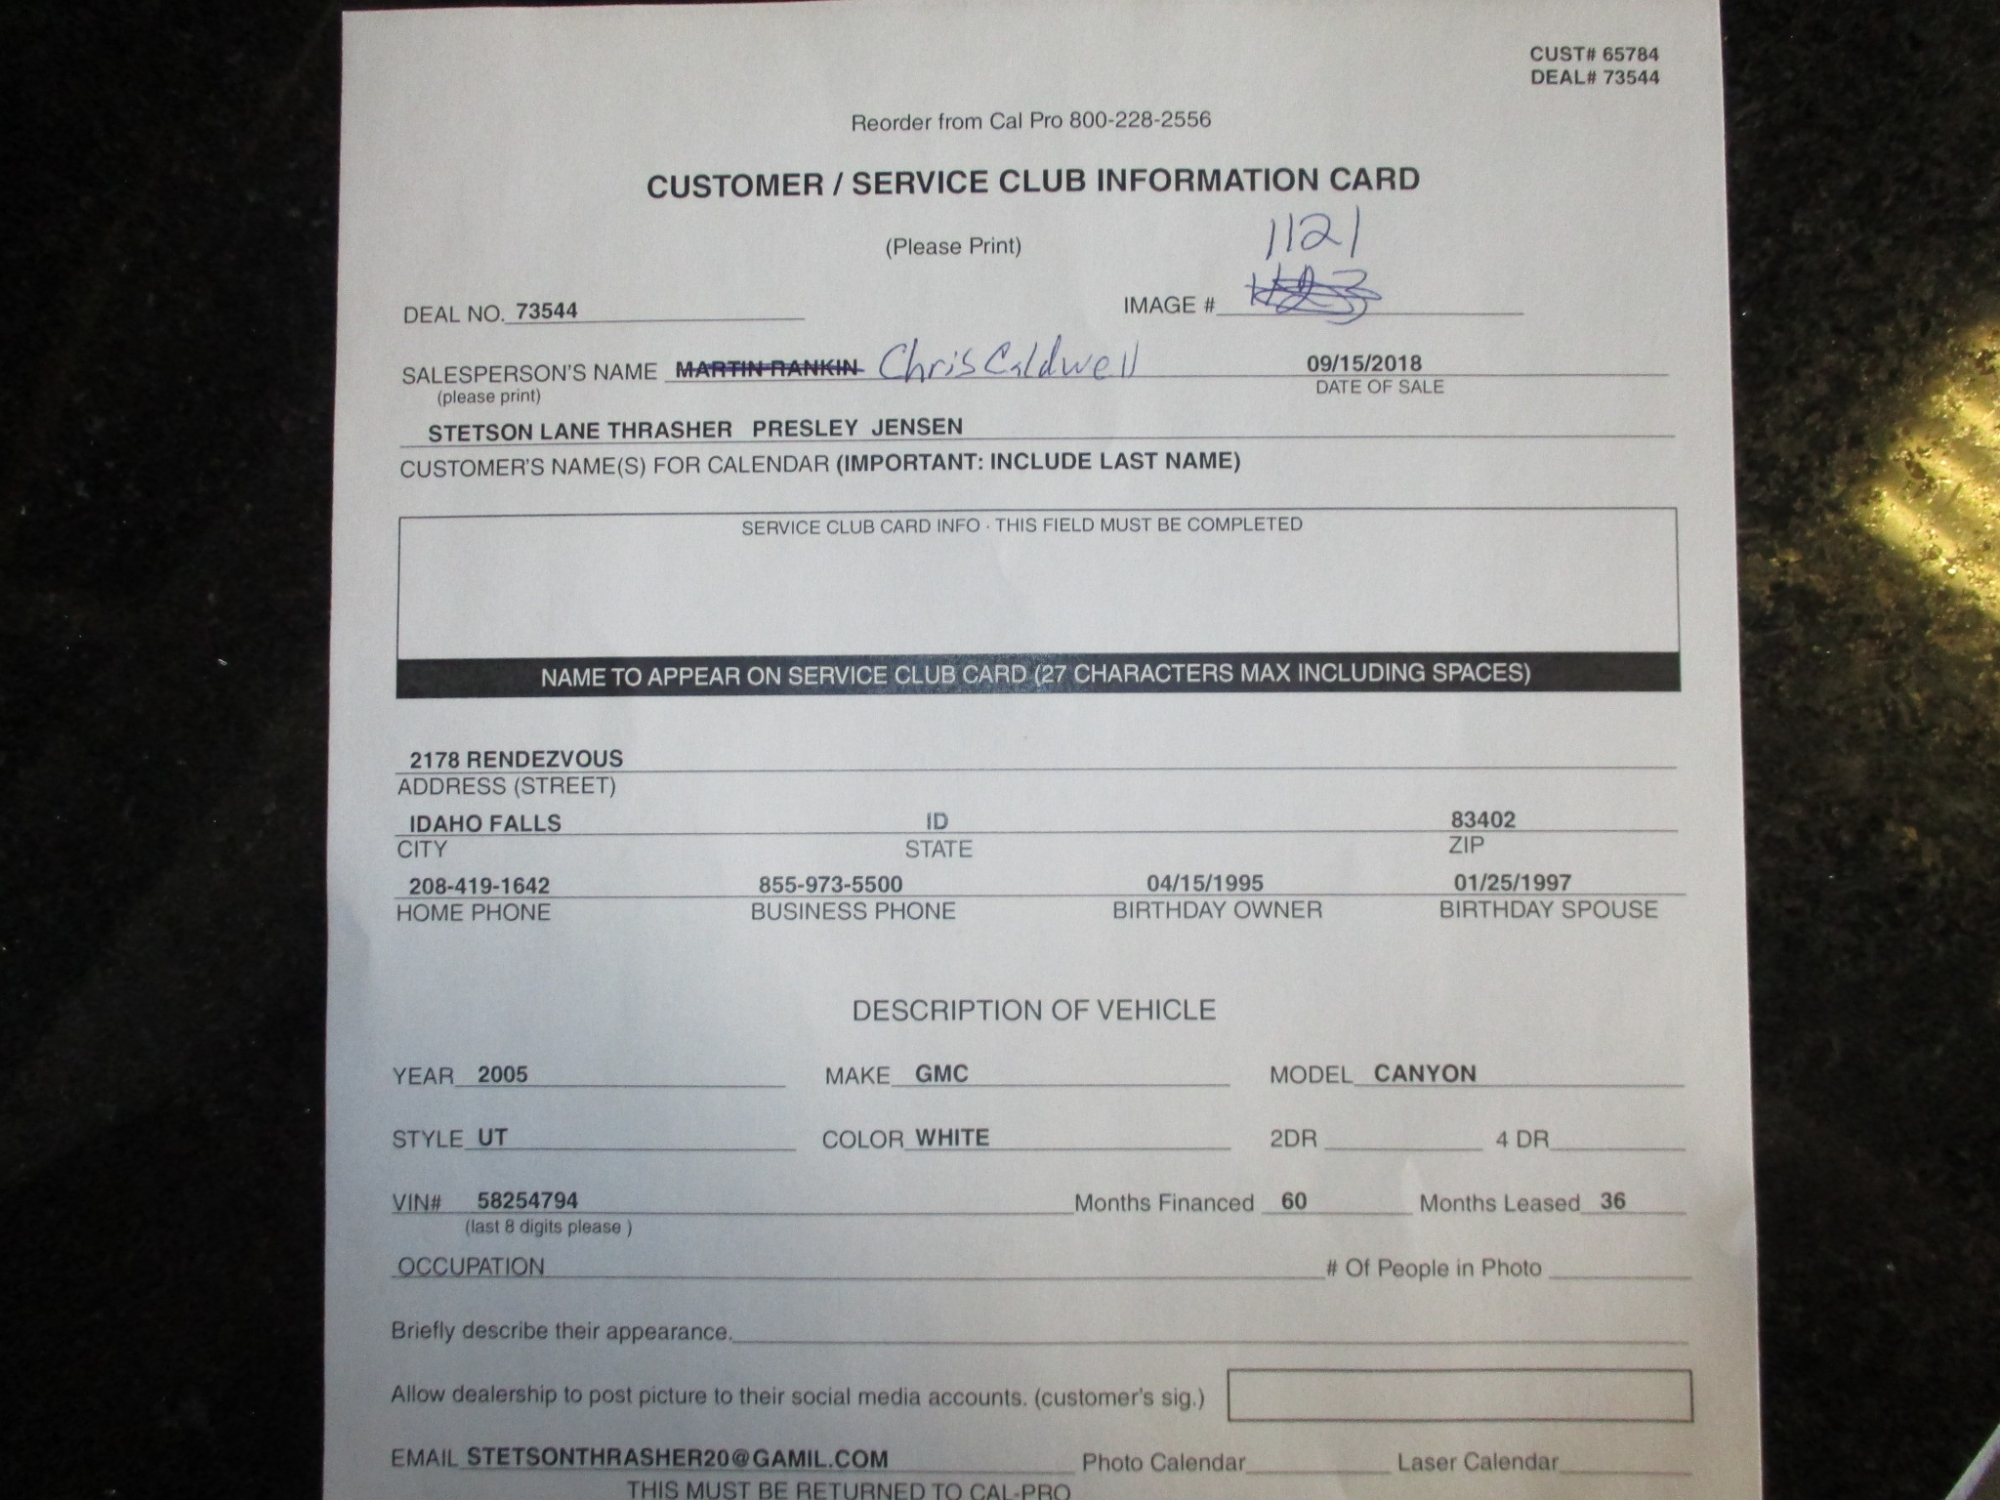 CUST# 65784
DEAL# 73544
Reorder from Cal Pro 800-228-2556
CUSTOMER / SERVICE CLUB INFORMATION CARD
(Please Print)
1121
DEAL NO. 73544 IMAGE #
SALESPERSON'S NAME MARTIN RANKIN Chris Caldwell 09/15/2018
(please print) DATE OF SALE
STETSON LANE THRASHER PRESLEY JENSEN
CUSTOMER'S NAME(S) FOR CALENDAR (IMPORTANT: INCLUDE LAST NAME)
SERVICE CLUB CARD INFO · THIS FIELD MUST BE COMPLETED
NAME TO APPEAR ON SERVICE CLUB CARD (27 CHARACTERS MAX INCLUDING SPACES)
2178 RENDEZVOUS
ADDRESS (STREET)
IDAHO FALLS ID 83402
CITY STATE ZIP
208-419-1642 855-973-5500 04/15/1995 01/25/1997
HOME PHONE BUSINESS PHONE BIRTHDAY OWNER BIRTHDAY SPOUSE
DESCRIPTION OF VEHICLE
YEAR 2005 MAKE GMC MODEL CANYON
STYLE UT COLOR WHITE 2DR 4 DR
VIN# 58254794 Months Financed 60 Months Leased 36
(last 8 digits please )
OCCUPATION # Of People in Photo
Briefly describe their appearance.
Allow dealership to post picture to their social media accounts. (customer's sig.)
EMAIL STETSONTHRASHER20@GAMIL.COM Photo Calendar Laser Calendar
THIS MUST BE RETURNED TO CAL-PRO